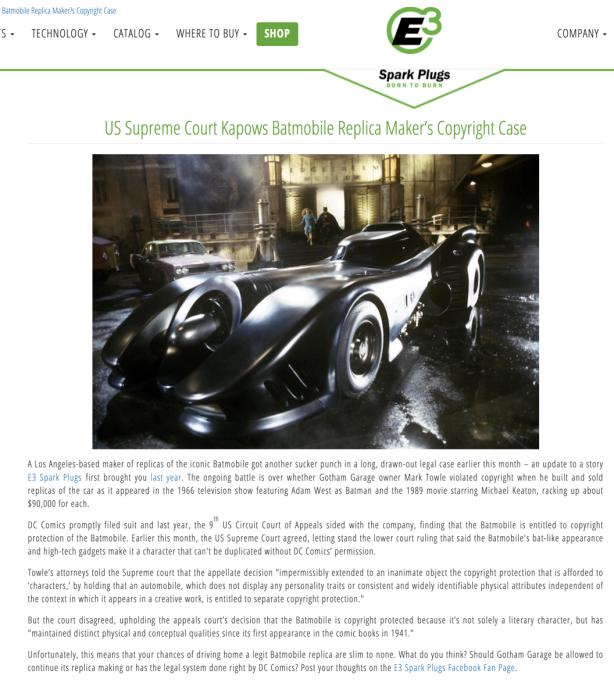 Batmobile Replica Maker?s Copyright Case
TS TECHNOLOGY CATALOG WHERE TO BUY SHOP COMPANY
E3
Spark Plugs
BORN TO BURN
US Supreme Court Kapows Batmobile Replica Maker’s Copyright Case
A Los Angeles-based maker of replicas of the iconic Batmobile got another sucker punch in a long, drawn-out legal case earlier this month – an update to a story
E3 Spark Plugs first brought you last year. The ongoing battle is over whether Gotham Garage owner Mark Towle violated copyright when he built and sold
replicas of the car as it appeared in the 1966 television show featuring Adam West as Batman and the 1989 movie starring Michael Keaton, racking up about
$90,000 for each.
DC Comics promptly filed suit and last year, the 9th US Circuit Court of Appeals sided with the company, finding that the Batmobile is entitled to copyright
protection of the Batmobile. Earlier this month, the US Supreme Court agreed, letting stand the lower court ruling that said the Batmobile's bat-like appearance
and high-tech gadgets make it a character that can't be duplicated without DC Comics’ permission.
Towle’s attorneys told the Supreme court that the appellate decision "impermissibly extended to an inanimate object the copyright protection that is afforded to
‘characters,’ by holding that an automobile, which does not display any personality traits or consistent and widely identifiable physical attributes independent of
the context in which it appears in a creative work, is entitled to separate copyright protection."
But the court disagreed, upholding the appeals court’s decision that the Batmobile is copyright protected because it’s not solely a literary character, but has
“maintained distinct physical and conceptual qualities since its first appearance in the comic books in 1941.”
Unfortunately, this means that your chances of driving home a legit Batmobile replica are slim to none. What do you think? Should Gotham Garage be allowed to
continue its replica making or has the legal system done right by DC Comics? Post your thoughts on the E3 Spark Plugs Facebook Fan Page.